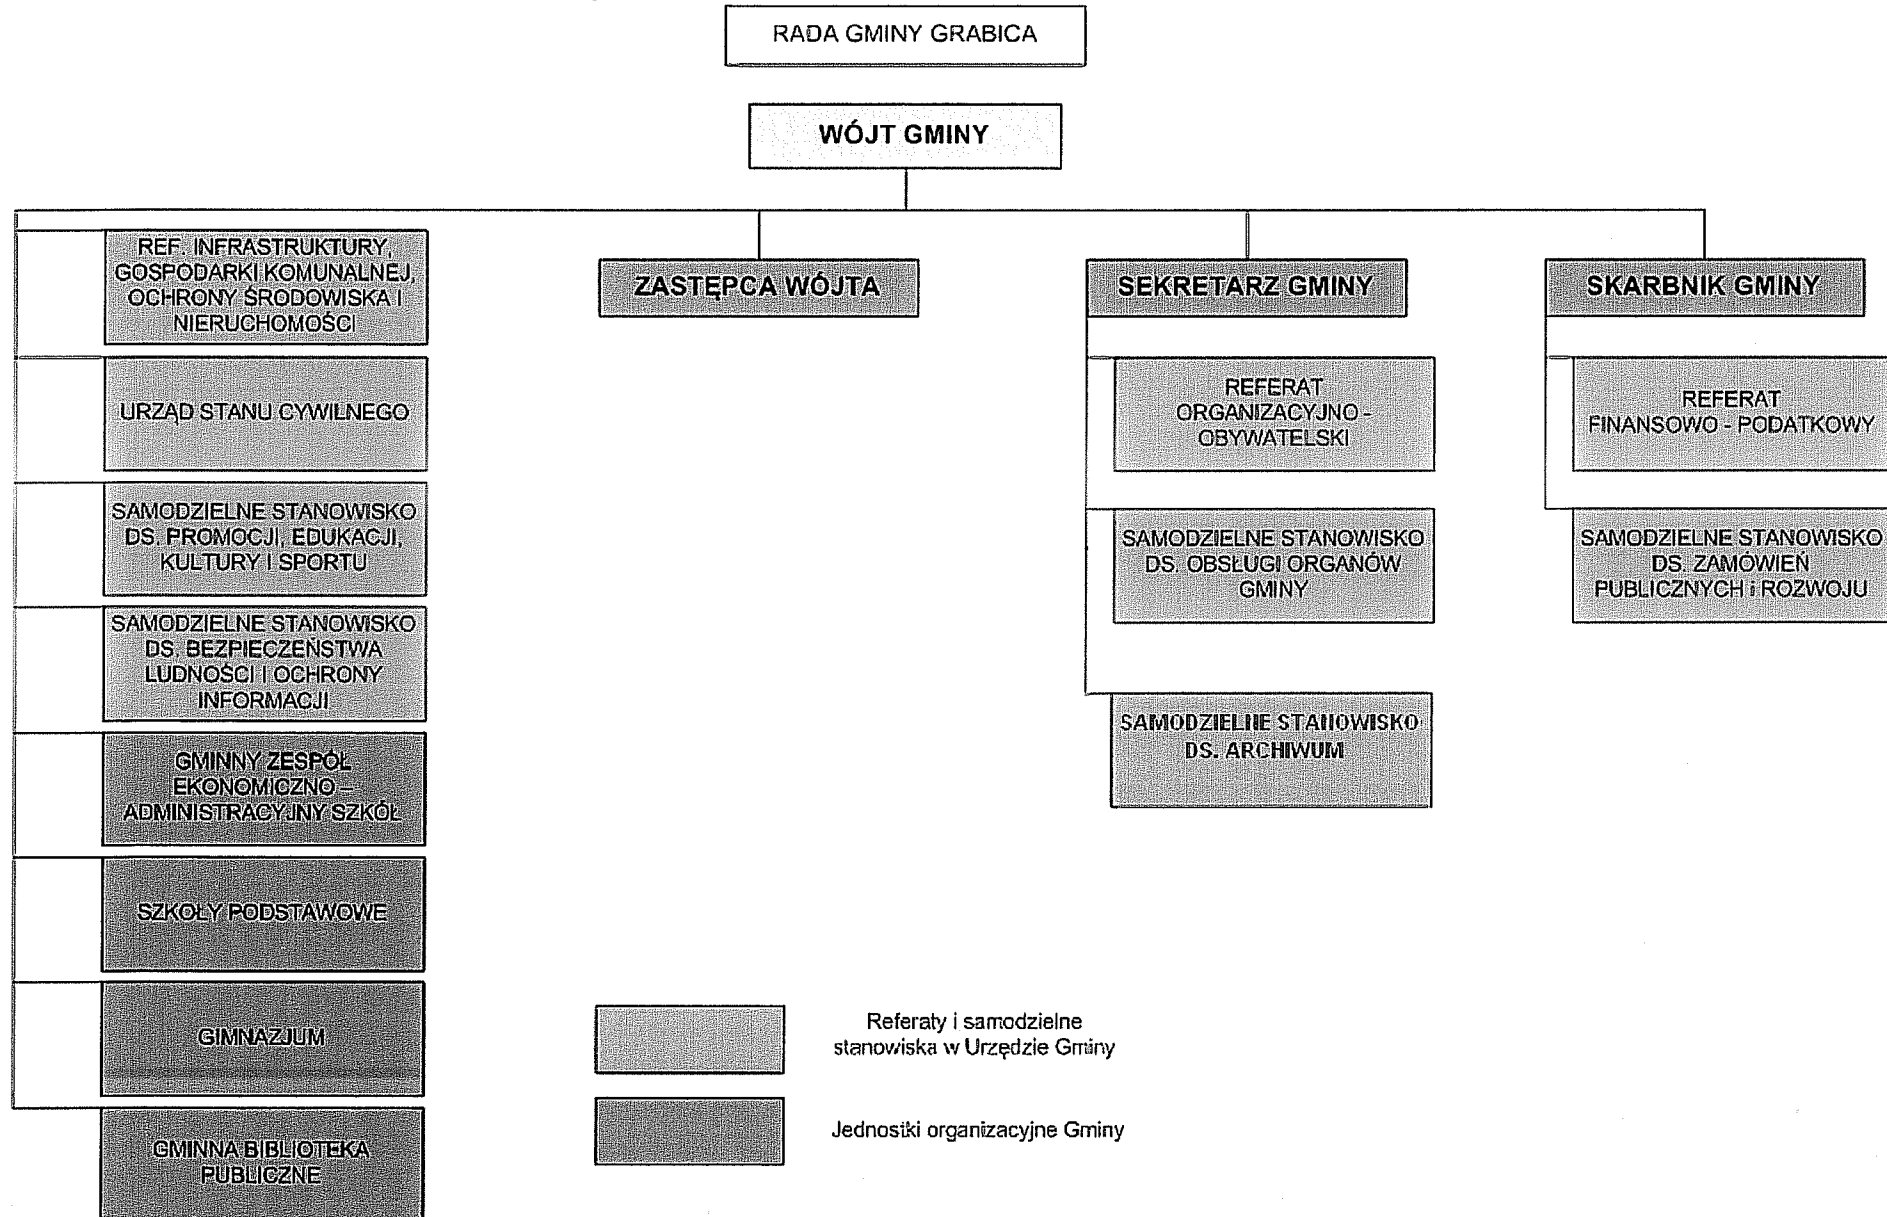 RADA GMINY GRABICA
WÓJT GMINY
REF. INFRASTRUKTURY,
GOSPODARKI KOMUNALNEJ,
OCHRONY ŚRODOWISKA I
NIERUCHOMOŚCI
URZĄD STANU CYWILNEGO
SAMODZIELNE STANOWISKO
DS. PROMOCJI, EDUKACJI,
KULTURY I SPORTU
SAMODZIELNE STANOWISKO
DS. BEZPIECZEŃSTWA
LUDNOŚCI I OCHRONY
INFORMACJI
GMINNY ZESPÓŁ
EKONOMICZNO –
ADMINISTRACYJNY SZKÓŁ
SZKOŁY PODSTAWOWE
GIMNAZJUM
GMINNA BIBLIOTEKA
PUBLICZNE
ZASTĘPCA WÓJTA
SEKRETARZ GMINY
REFERAT
ORGANIZACYJNO -
OBYWATELSKI
SAMODZIELNE STANOWISKO
DS. OBSŁUGI ORGANÓW
GMINY
SAMODZIELNE STANOWISKO
DS. ARCHIWUM
SKARBNIK GMINY
REFERAT
FINANSOWO - PODATKOWY
SAMODZIELNE STANOWISKO
DS. ZAMÓWIEŃ
PUBLICZNYCH i ROZWOJU
Referaty i samodzielne
stanowiska w Urzędzie Gminy
Jednostki organizacyjne Gminy